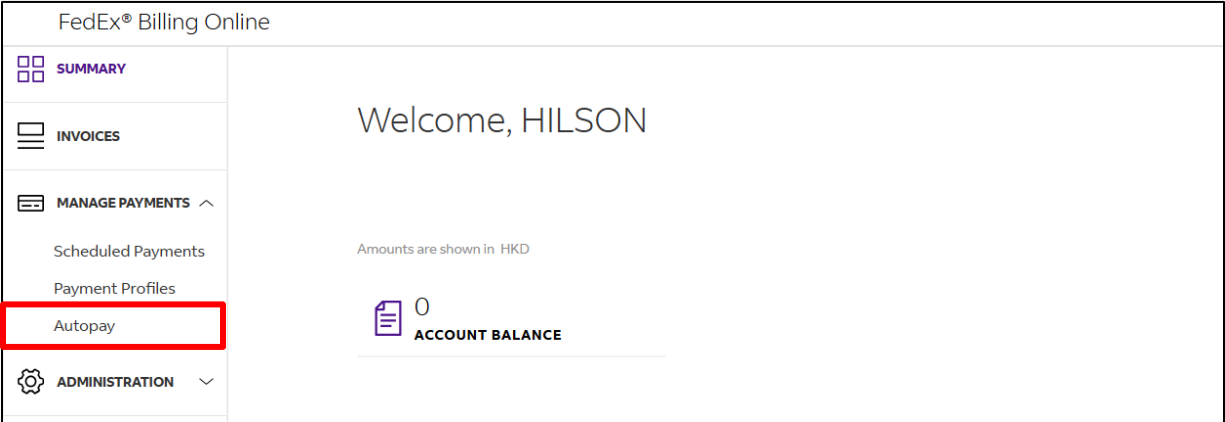 FedEx® Billing Online
SUMMARY
INVOICES
MANAGE PAYMENTS
Scheduled Payments
Payment Profiles
Autopay
ADMINISTRATION
Welcome, HILSON
Amounts are shown in HKD
0
ACCOUNT BALANCE